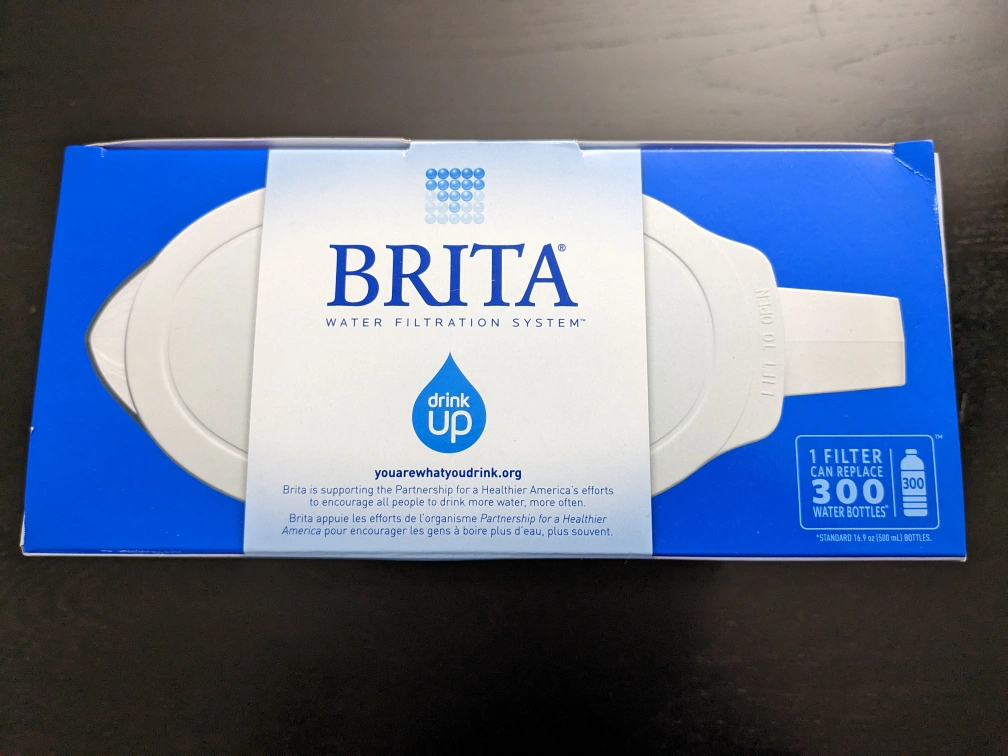 BRITA®
WATER FILTRATION SYSTEM™
drink
up
youarewhatyoudrink.org
Brita is supporting the Partnership for a Healthier America's efforts
to encourage all people to drink more water, more often.
Brita appuie les efforts de l'organisme Partnership for a Healthier
America pour encourager les gens à boire plus d'eau, plus souvent.
LIFT TO OPEN
1 FILTER
CAN REPLACE
300
WATER BOTTLES*
300
™
*STANDARD 16.9 oz (500 mL) BOTTLES.